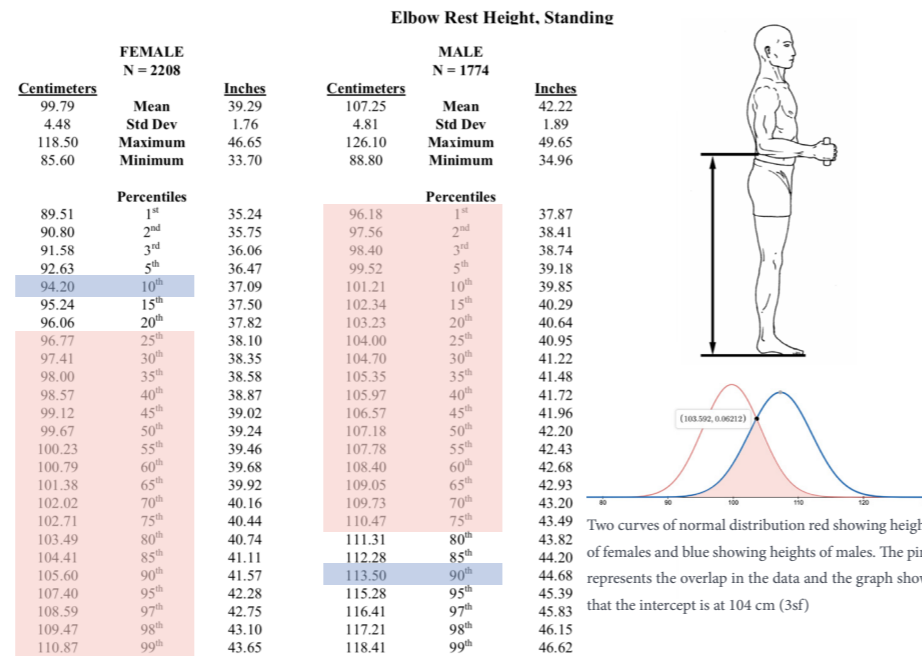 Elbow Rest Height, Standing
FEMALE MALE
N = 2208 N = 1774
Centimeters Inches Centimeters Inches
99.79 Mean 39.29 107.25 Mean 42.22
4.48 Std Dev 1.76 4.81 Std Dev 1.89
118.50 Maximum 46.65 126.10 Maximum 49.65
85.60 Minimum 33.70 88.80 Minimum 34.96
Percentiles Percentiles
89.51 1st 35.24 96.18 1st 37.87
90.80 2nd 35.75 97.56 2nd 38.41
91.58 3rd 36.06 98.40 3rd 38.74
92.63 5th 36.47 99.52 5th 39.18
94.20 10th 37.09 101.21 10th 39.85
95.24 15th 37.50 102.34 15th 40.29
96.06 20th 37.82 103.23 20th 40.64
96.77 25th 38.10 104.00 25th 40.95
97.41 30th 38.35 104.70 30th 41.22
98.00 35th 38.58 105.35 35th 41.48
98.57 40th 38.87 105.97 40th 41.72
99.12 45th 39.02 106.57 45th 41.96
99.67 50th 39.24 107.18 50th 42.20
100.23 55th 39.46 107.78 55th 42.43
100.79 60th 39.68 108.40 60th 42.68
101.38 65th 39.92 109.05 65th 42.93
102.02 70th 40.16 109.73 70th 43.20
102.71 75th 40.44 110.47 75th 43.49
103.49 80th 40.74 111.31 80th 43.82
104.41 85th 41.11 112.28 85th 44.20
105.60 90th 41.57 113.50 90th 44.68
107.40 95th 42.28 115.28 95th 45.39
108.59 97th 42.75 116.41 97th 45.83
109.47 98th 43.10 117.21 98th 46.15
110.87 99th 43.65 118.41 99th 46.62
(103.592, 0.06212)
80 90 100 110 120
Two curves of normal distribution red showing heigh
of females and blue showing heights of males. The pin
represents the overlap in the data and the graph show
that the intercept is at 104 cm (3sf)